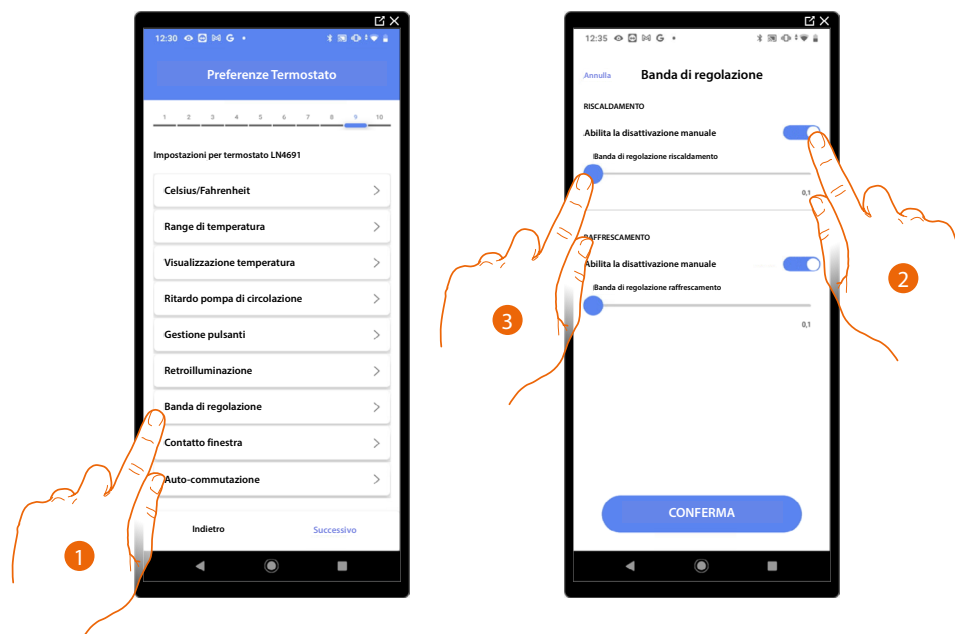 12:30 G
Preferenze Termostato
1 2 3 4 5 6 7 8 9 10
Impostazioni per termostato LN4691
Celsius/Fahrenheit
Range di temperatura
Visualizzazione temperatura
Ritardo pompa di circolazione
Gestione pulsanti
Retroilluminazione
Banda di regolazione
Contatto finestra
Auto-commutazione
Indietro Successivo
1
12:35 G
Annulla Banda di regolazione
RISCALDAMENTO
Abilita la disattivazione manuale
Banda di regolazione riscaldamento
0,1
RAFFRESCAMENTO
Abilita la disattivazione manuale
Banda di regolazione raffrescamento
0,1
CONFERMA
2
3